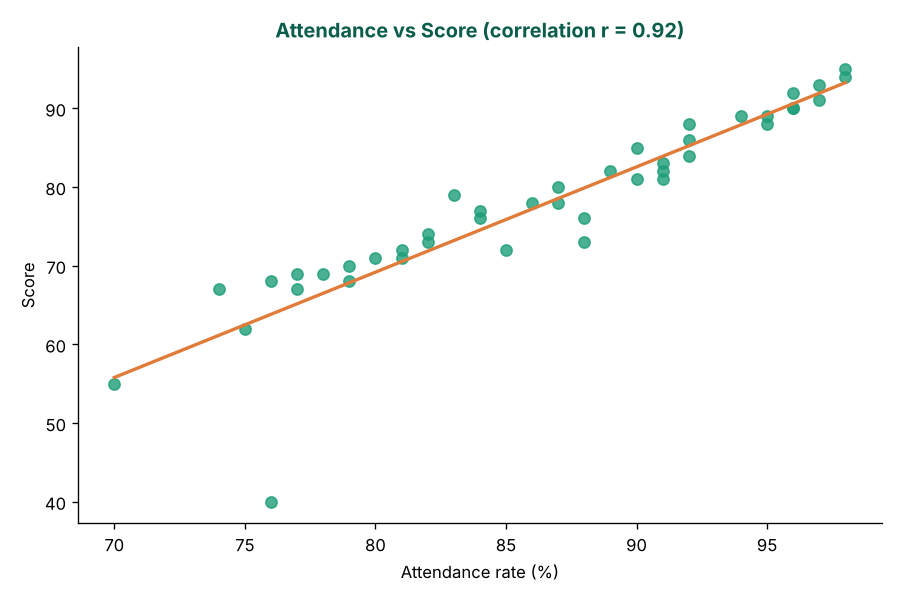 Attendance vs Score (correlation r = 0.92)
90
80
70
60
50
40
Score
70 75 80 85 90 95
Attendance rate (%)